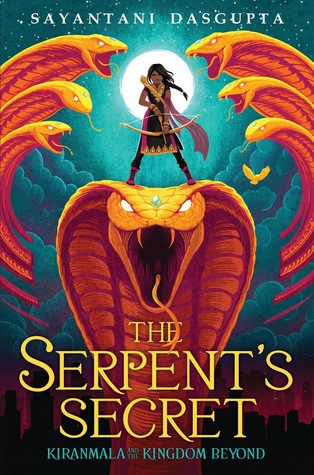 SAYANTANI DASGUPTA
THE
SERPENT'S
SECRET
KIRANMALA AND THE KINGDOM BEYOND